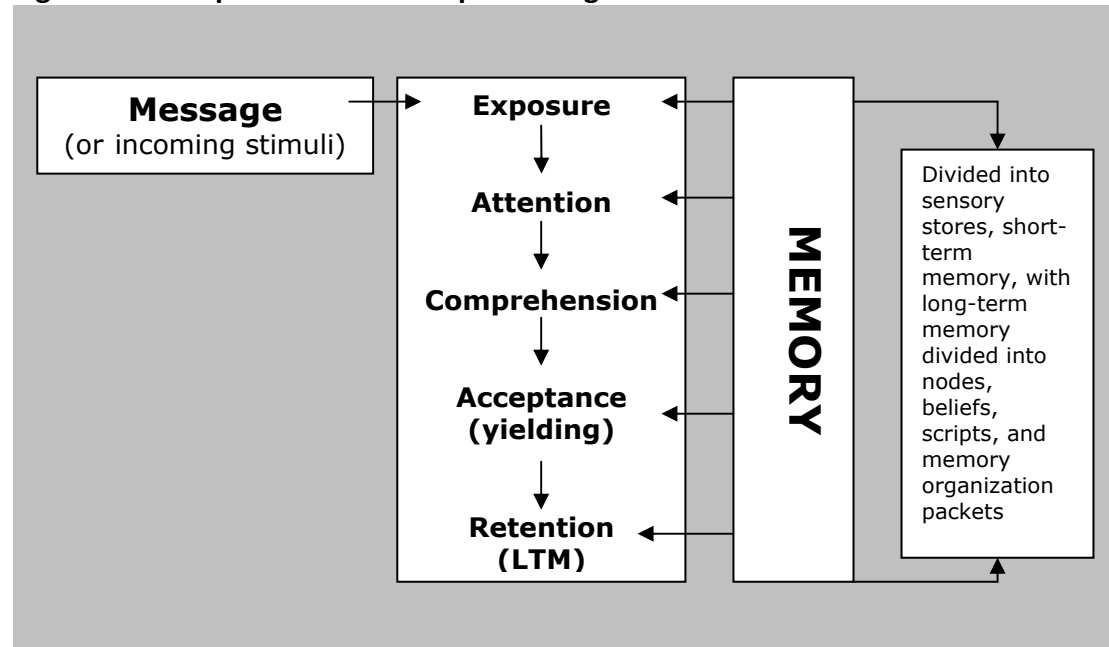 Message
(or incoming stimuli)
Exposure
Attention
Comprehension
Acceptance
(yielding)
Retention
(LTM)
MEMORY
Divided into
sensory
stores, short-
term
memory, with
long-term
memory
divided into
nodes,
beliefs,
scripts, and
memory
organization
packets